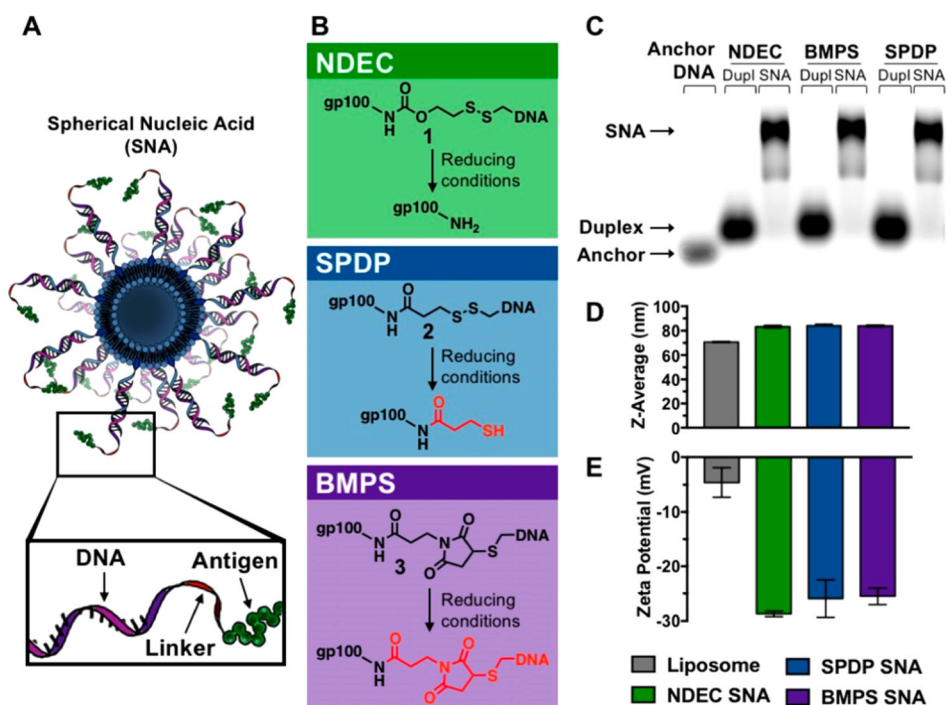 A
Spherical Nucleic Acid
(SNA)
DNA
Antigen
Linker
B
NDEC
gp100
N
H
O
O
S
S
DNA
1
Reducing
conditions
gp100
NH2
SPDP
gp100
N
H
O
S
S
DNA
2
Reducing
conditions
gp100
N
H
O
SH
BMPS
gp100
N
H
O
N
O
O
S
DNA
3
Reducing
conditions
gp100
N
H
O
N
O
O
S
DNA
C
Anchor
DNA
NDEC BMPS SPDP
Dupl SNA Dupl SNA Dupl SNA
SNA
Duplex
Anchor
D
Z-Average (nm)
100
80
60
40
20
0
E
Zeta Potential (mV)
0
-10
-20
-30
Liposome
SPDP SNA
NDEC SNA
BMPS SNA